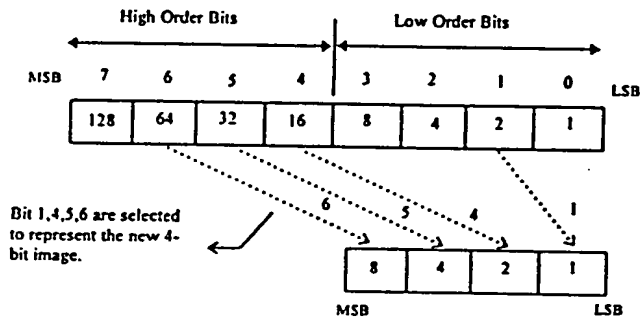 High Order Bits Low Order Bits
MSB 7 6 5 4 3 2 1 0 LSB
128 64 32 16 8 4 2 1
6 5 4 1
Bit 1,4,5,6 are selected
to represent the new 4-
bit image.
8 4 2 1
MSB LSB